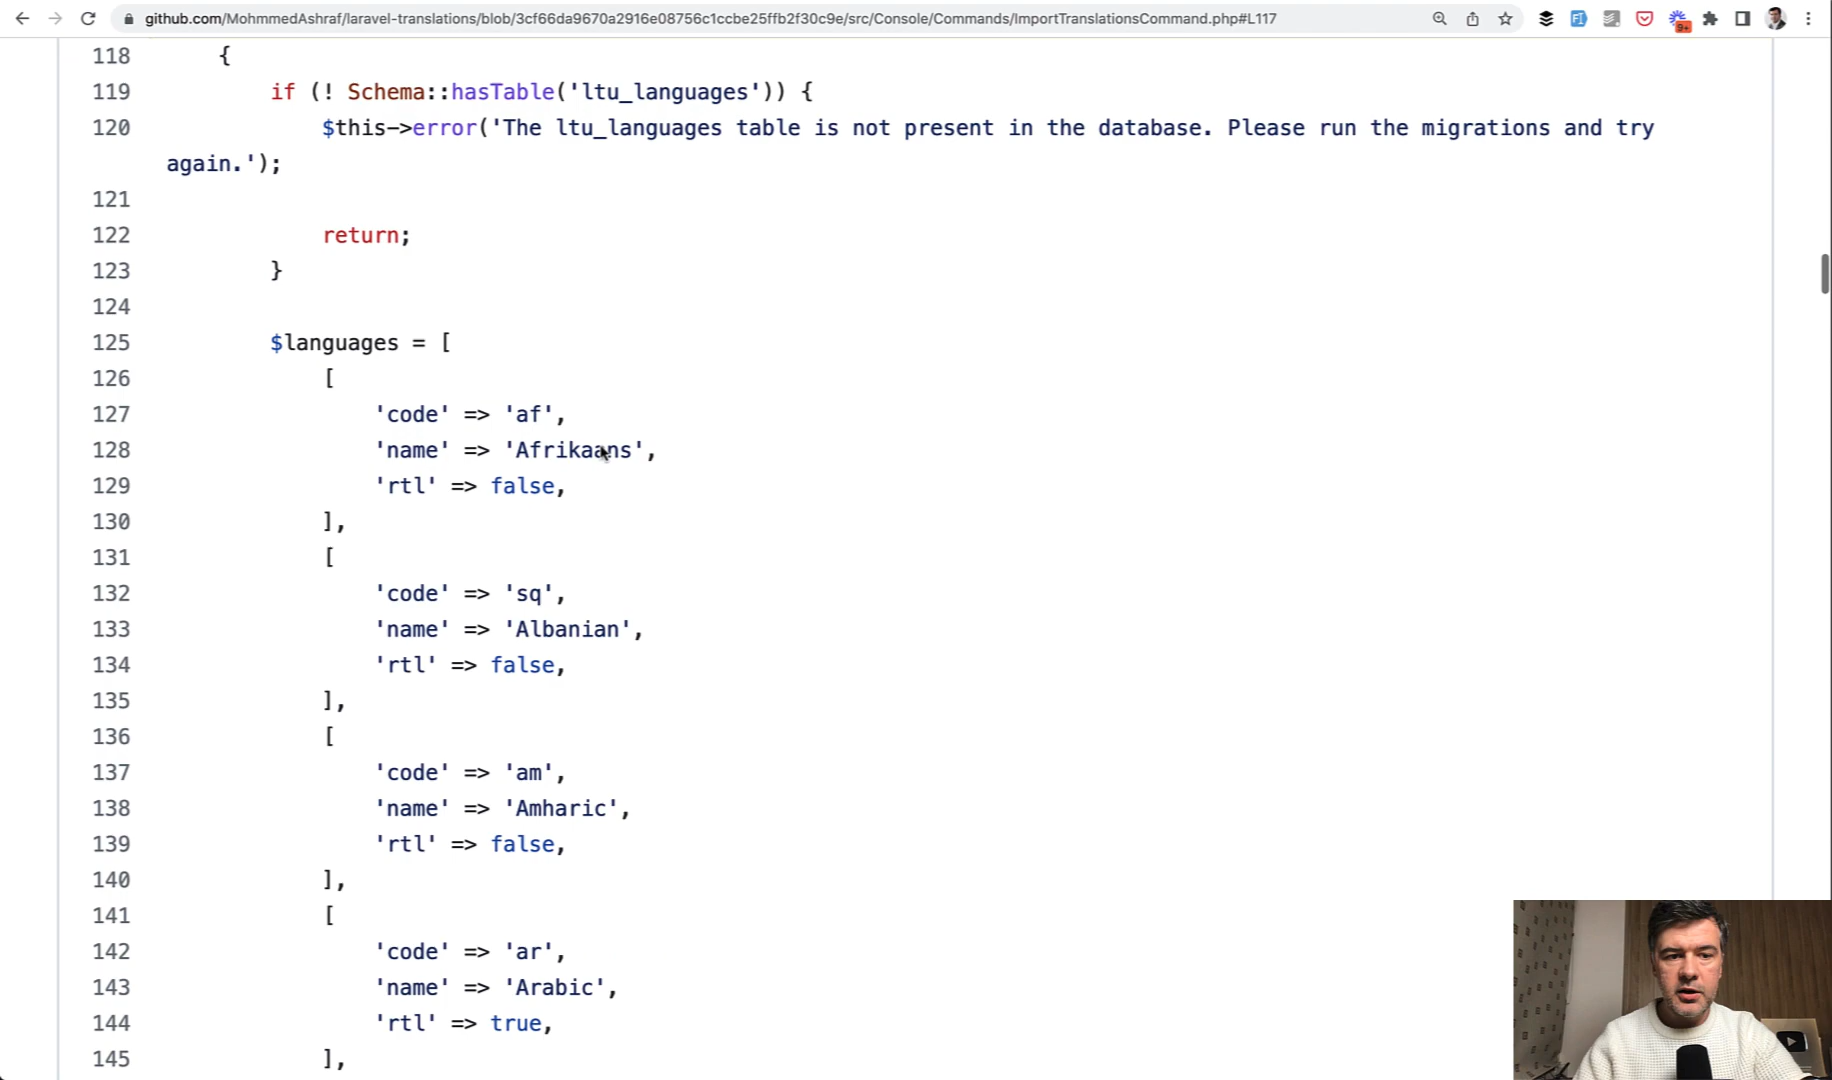 github.com/MohmmedAshraf/laravel-translations/blob/3cf66da9670a2916e08756c1ccbe25ffb2f30c9e/src/Console/Commands/ImportTranslationsCommand.php#L117
9+
118 {
119 if (! Schema::hasTable('ltu_languages')) {
120 $this->error('The ltu_languages table is not present in the database. Please run the migrations and try
again.');
121
122 return;
123 }
124
125 $languages = [
126 [
127 'code' => 'af',
128 'name' => 'Afrikaans',
129 'rtl' => false,
130 ],
131 [
132 'code' => 'sq',
133 'name' => 'Albanian',
134 'rtl' => false,
135 ],
136 [
137 'code' => 'am',
138 'name' => 'Amharic',
139 'rtl' => false,
140 ],
141 [
142 'code' => 'ar',
143 'name' => 'Arabic',
144 'rtl' => true,
145 ],